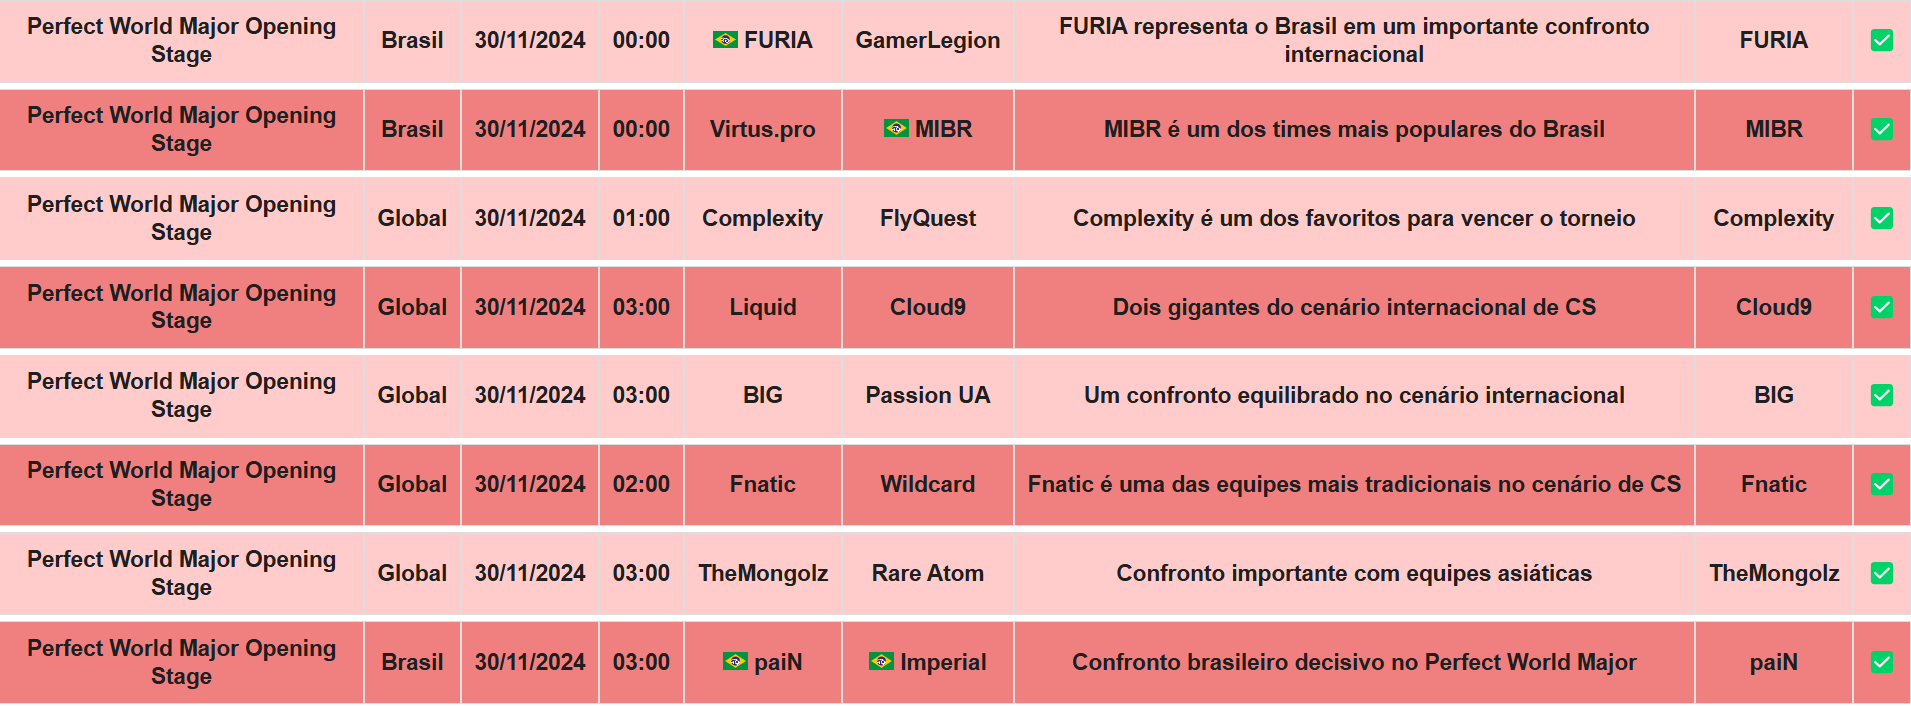 Perfect World Major Opening
Stage
Brasil
30/11/2024
00:00
FURIA
GamerLegion
FURIA representa o Brasil em um importante confronto
internacional
FURIA
Perfect World Major Opening
Stage
Brasil
30/11/2024
00:00
Virtus.pro
MIBR
MIBR é um dos times mais populares do Brasil
MIBR
Perfect World Major Opening
Stage
Global
30/11/2024
01:00
Complexity
FlyQuest
Complexity é um dos favoritos para vencer o torneio
Complexity
Perfect World Major Opening
Stage
Global
30/11/2024
03:00
Liquid
Cloud9
Dois gigantes do cenário internacional de CS
Cloud9
Perfect World Major Opening
Stage
Global
30/11/2024
03:00
BIG
Passion UA
Um confronto equilibrado no cenário internacional
BIG
Perfect World Major Opening
Stage
Global
30/11/2024
02:00
Fnatic
Wildcard
Fnatic é uma das equipes mais tradicionais no cenário de CS
Fnatic
Perfect World Major Opening
Stage
Global
30/11/2024
03:00
TheMongolz
Rare Atom
Confronto importante com equipes asiáticas
TheMongolz
Perfect World Major Opening
Stage
Brasil
30/11/2024
03:00
paiN
Imperial
Confronto brasileiro decisivo no Perfect World Major
paiN